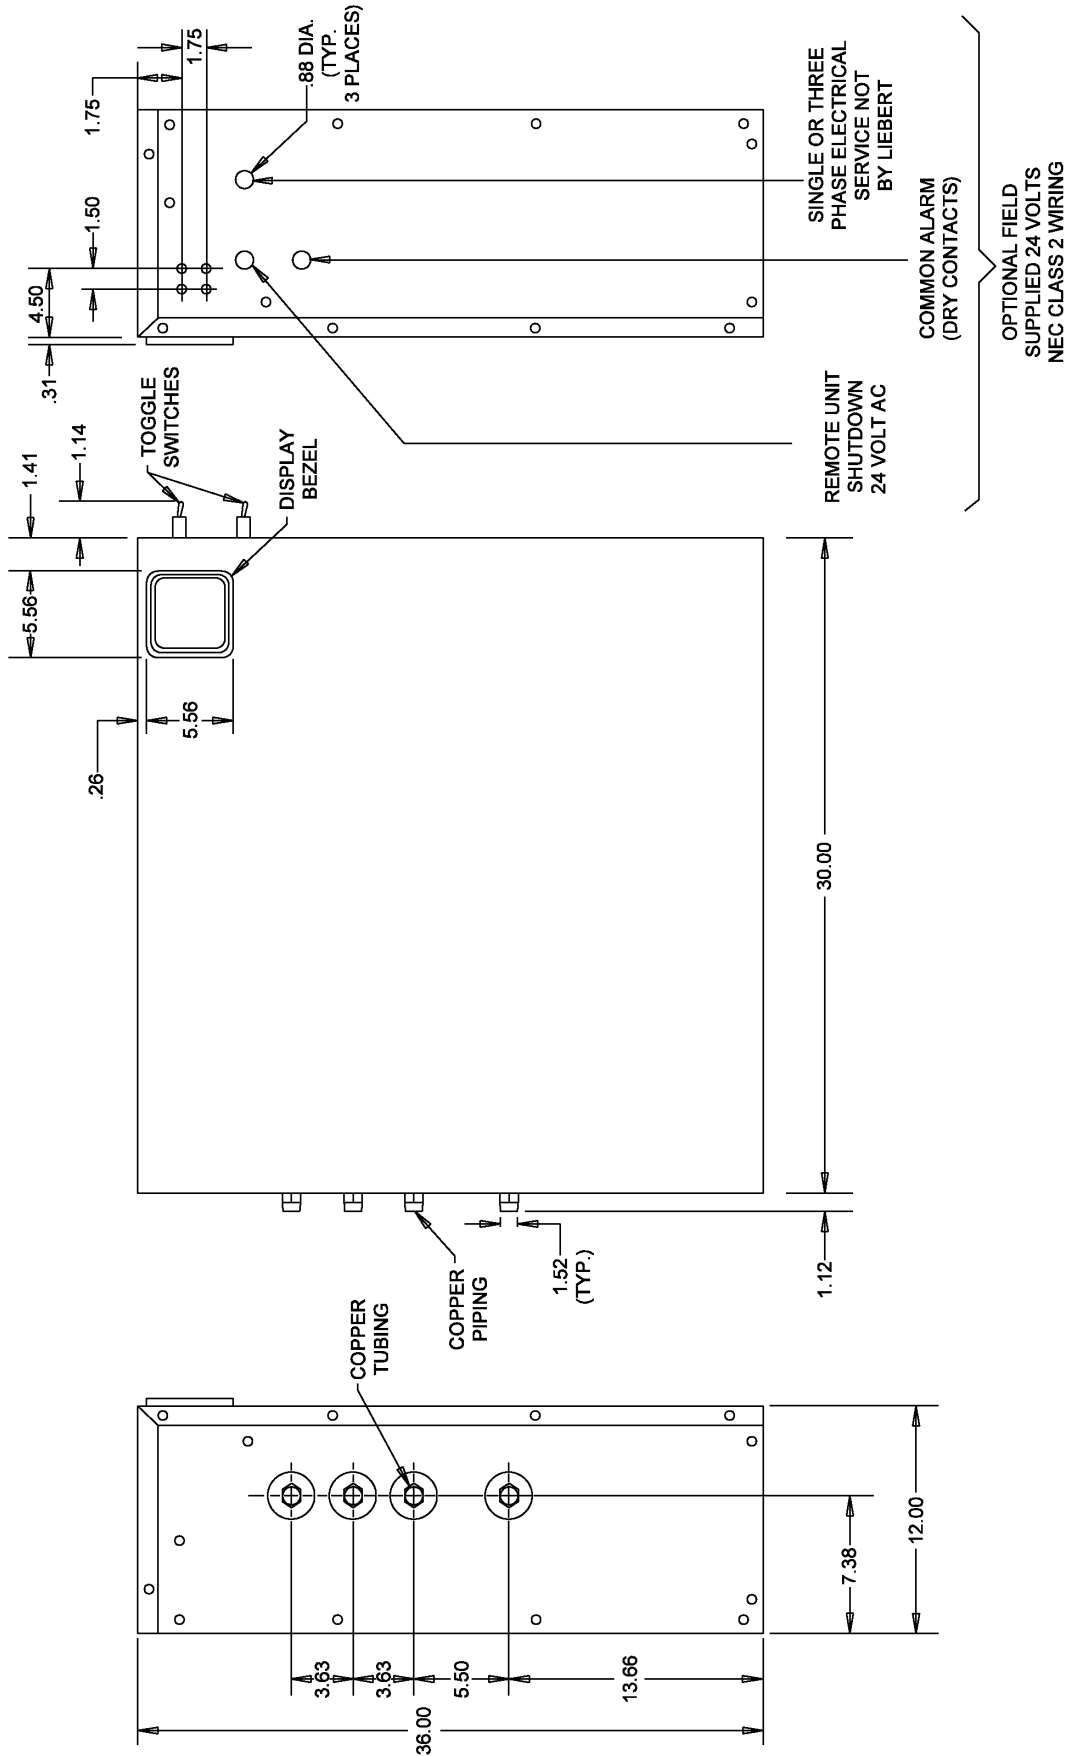 36.00
3.63
3.63
5.50
13.66
7.38
12.00
COPPER
TUBING
COPPER
PIPING
1.52
(TYP.)
1.12
30.00
.26
5.56
5.56
1.41
1.14
TOGGLE
SWITCHES
DISPLAY
BEZEL
.31
4.50
1.50
1.75
1.75
.88 DIA.
(TYP.
3 PLACES)
REMOTE UNIT
SHUTDOWN
24 VOLT AC
SINGLE OR THREE
PHASE ELECTRICAL
SERVICE NOT
BY LIEBERT
COMMON ALARM
(DRY CONTACTS)
OPTIONAL FIELD
SUPPLIED 24 VOLTS
NEC CLASS 2 WIRING